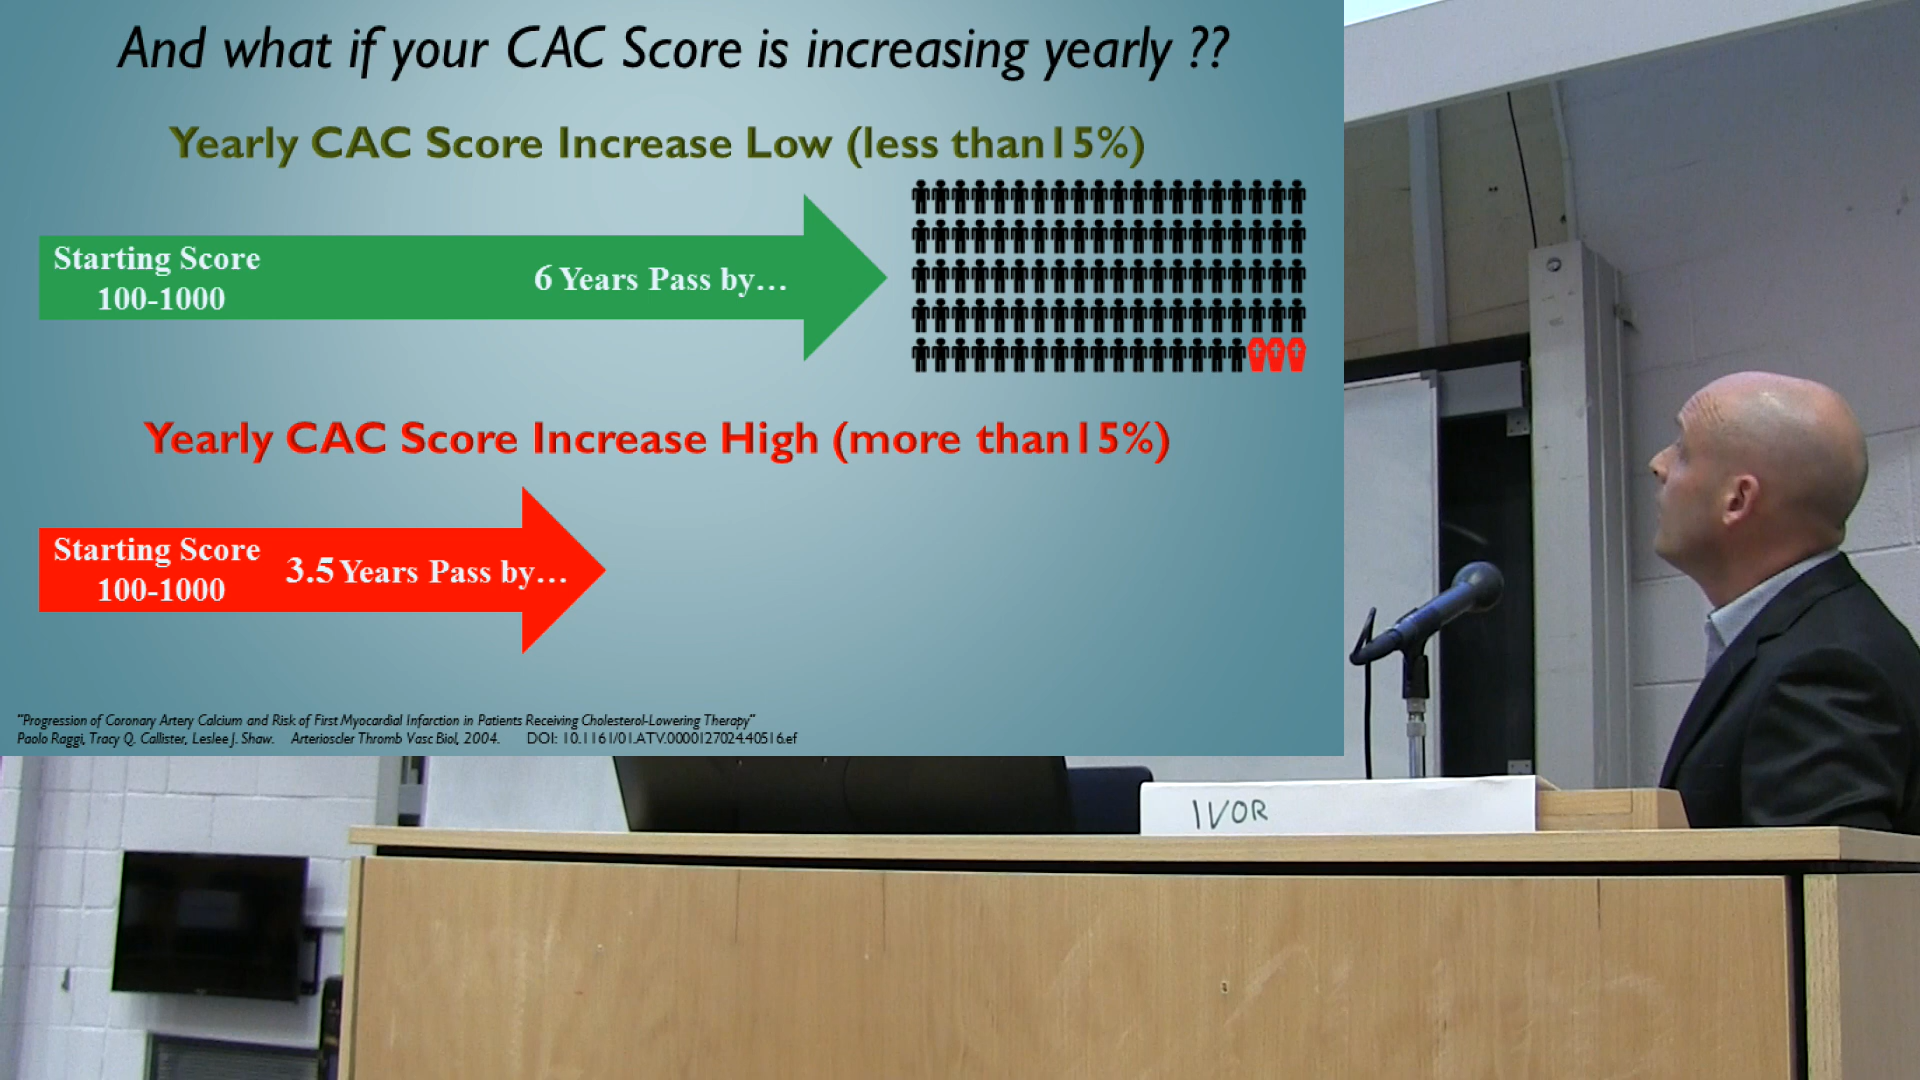 And what if your CAC Score is increasing yearly ??
Yearly CAC Score Increase Low (less than15%)
Starting Score
100-1000
6 Years Pass by...
Yearly CAC Score Increase High (more than15%)
Starting Score
100-1000
3.5 Years Pass by...
"Progression of Coronary Artery Calcium and Risk of First Myocardial Infarction in Patients Receiving Cholesterol-Lowering Therapy"
Paolo Raggi, Tracy Q. Callister, Leslee J. Shaw. Arterioscler Thromb Vasc Biol, 2004. DOI: 10.1161/01.ATV.0000127024.40516.ef
IVOR